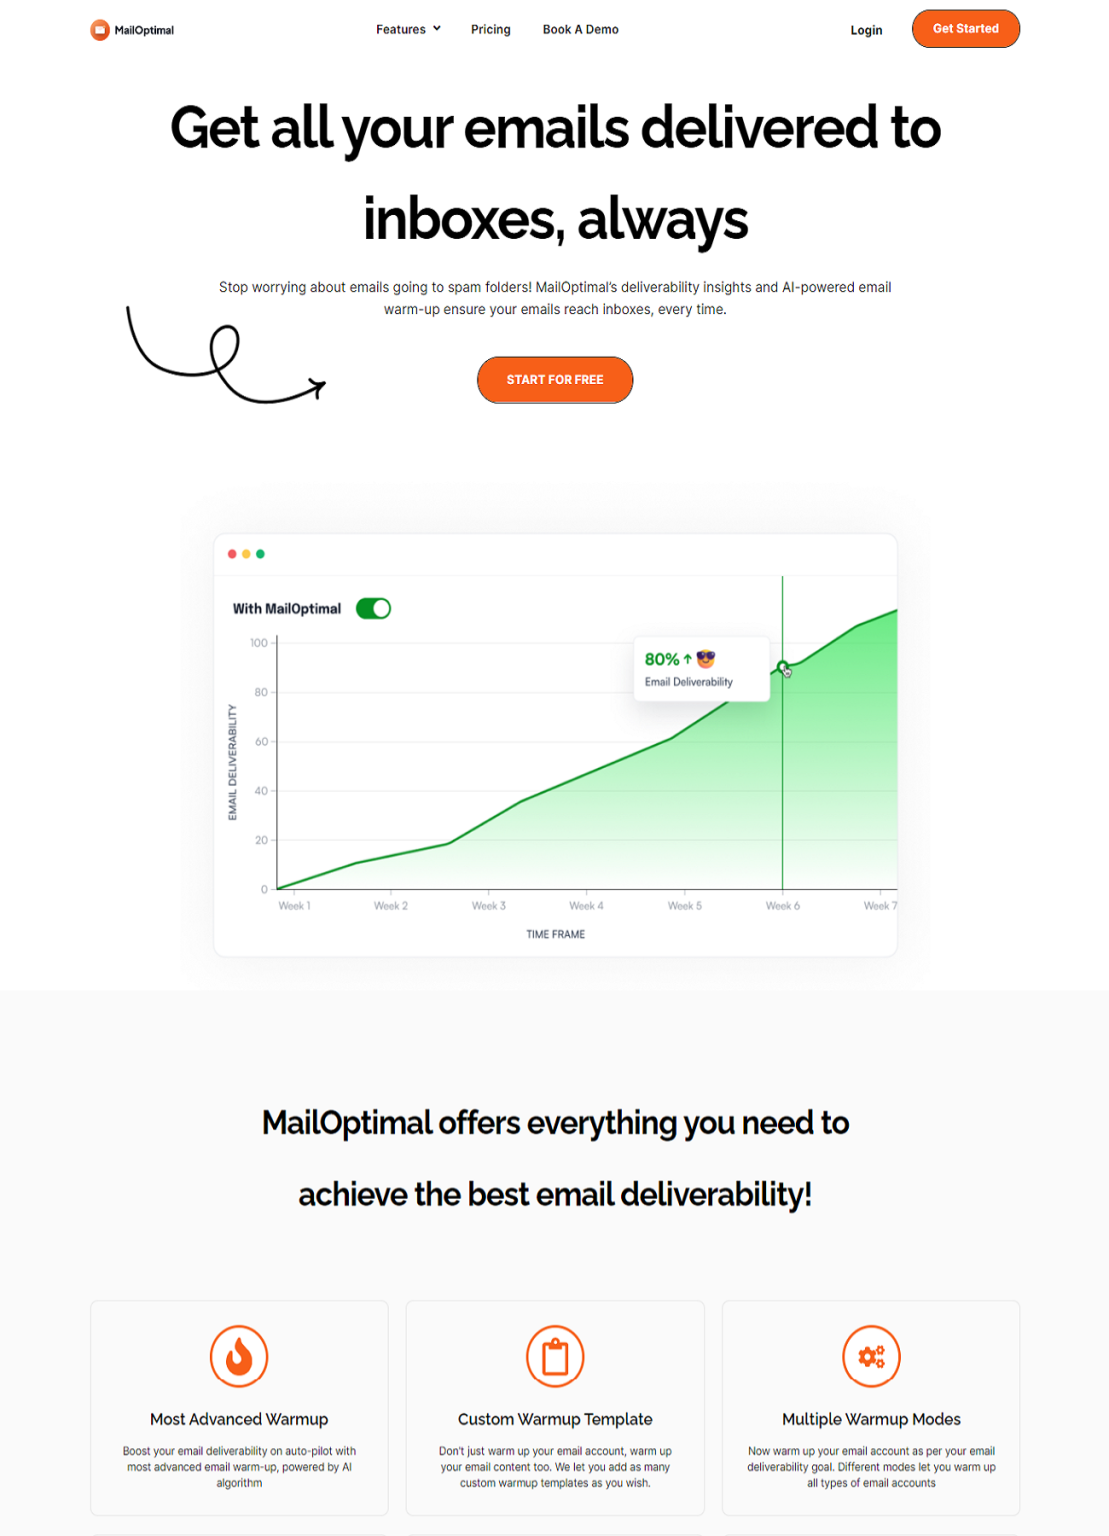 MailOptimal
Features
Pricing
Book A Demo
Login
Get Started
Get all your emails delivered to
inboxes, always
Stop worrying about emails going to spam folders! MailOptimal's deliverability insights and AI-powered email
warm-up ensure your emails reach inboxes, every time.
START FOR FREE
With MailOptimal
100
80
60
40
20
0
EMAIL DELIVERABILITY
80% ↑ 😎
Email Deliverability
Week 1
Week 2
Week 3
Week 4
Week 5
Week 6
Week 7
TIME FRAME
MailOptimal offers everything you need to
achieve the best email deliverability!
Most Advanced Warmup
Boost your email deliverability on auto-pilot with
most advanced email warm-up, powered by AI
algorithm
Custom Warmup Template
Don't just warm up your email account, warm up
your email content too. We let you add as many
custom warmup templates as you wish.
Multiple Warmup Modes
Now warm up your email account as per your email
deliverability goal. Different modes let you warm up
all types of email accounts